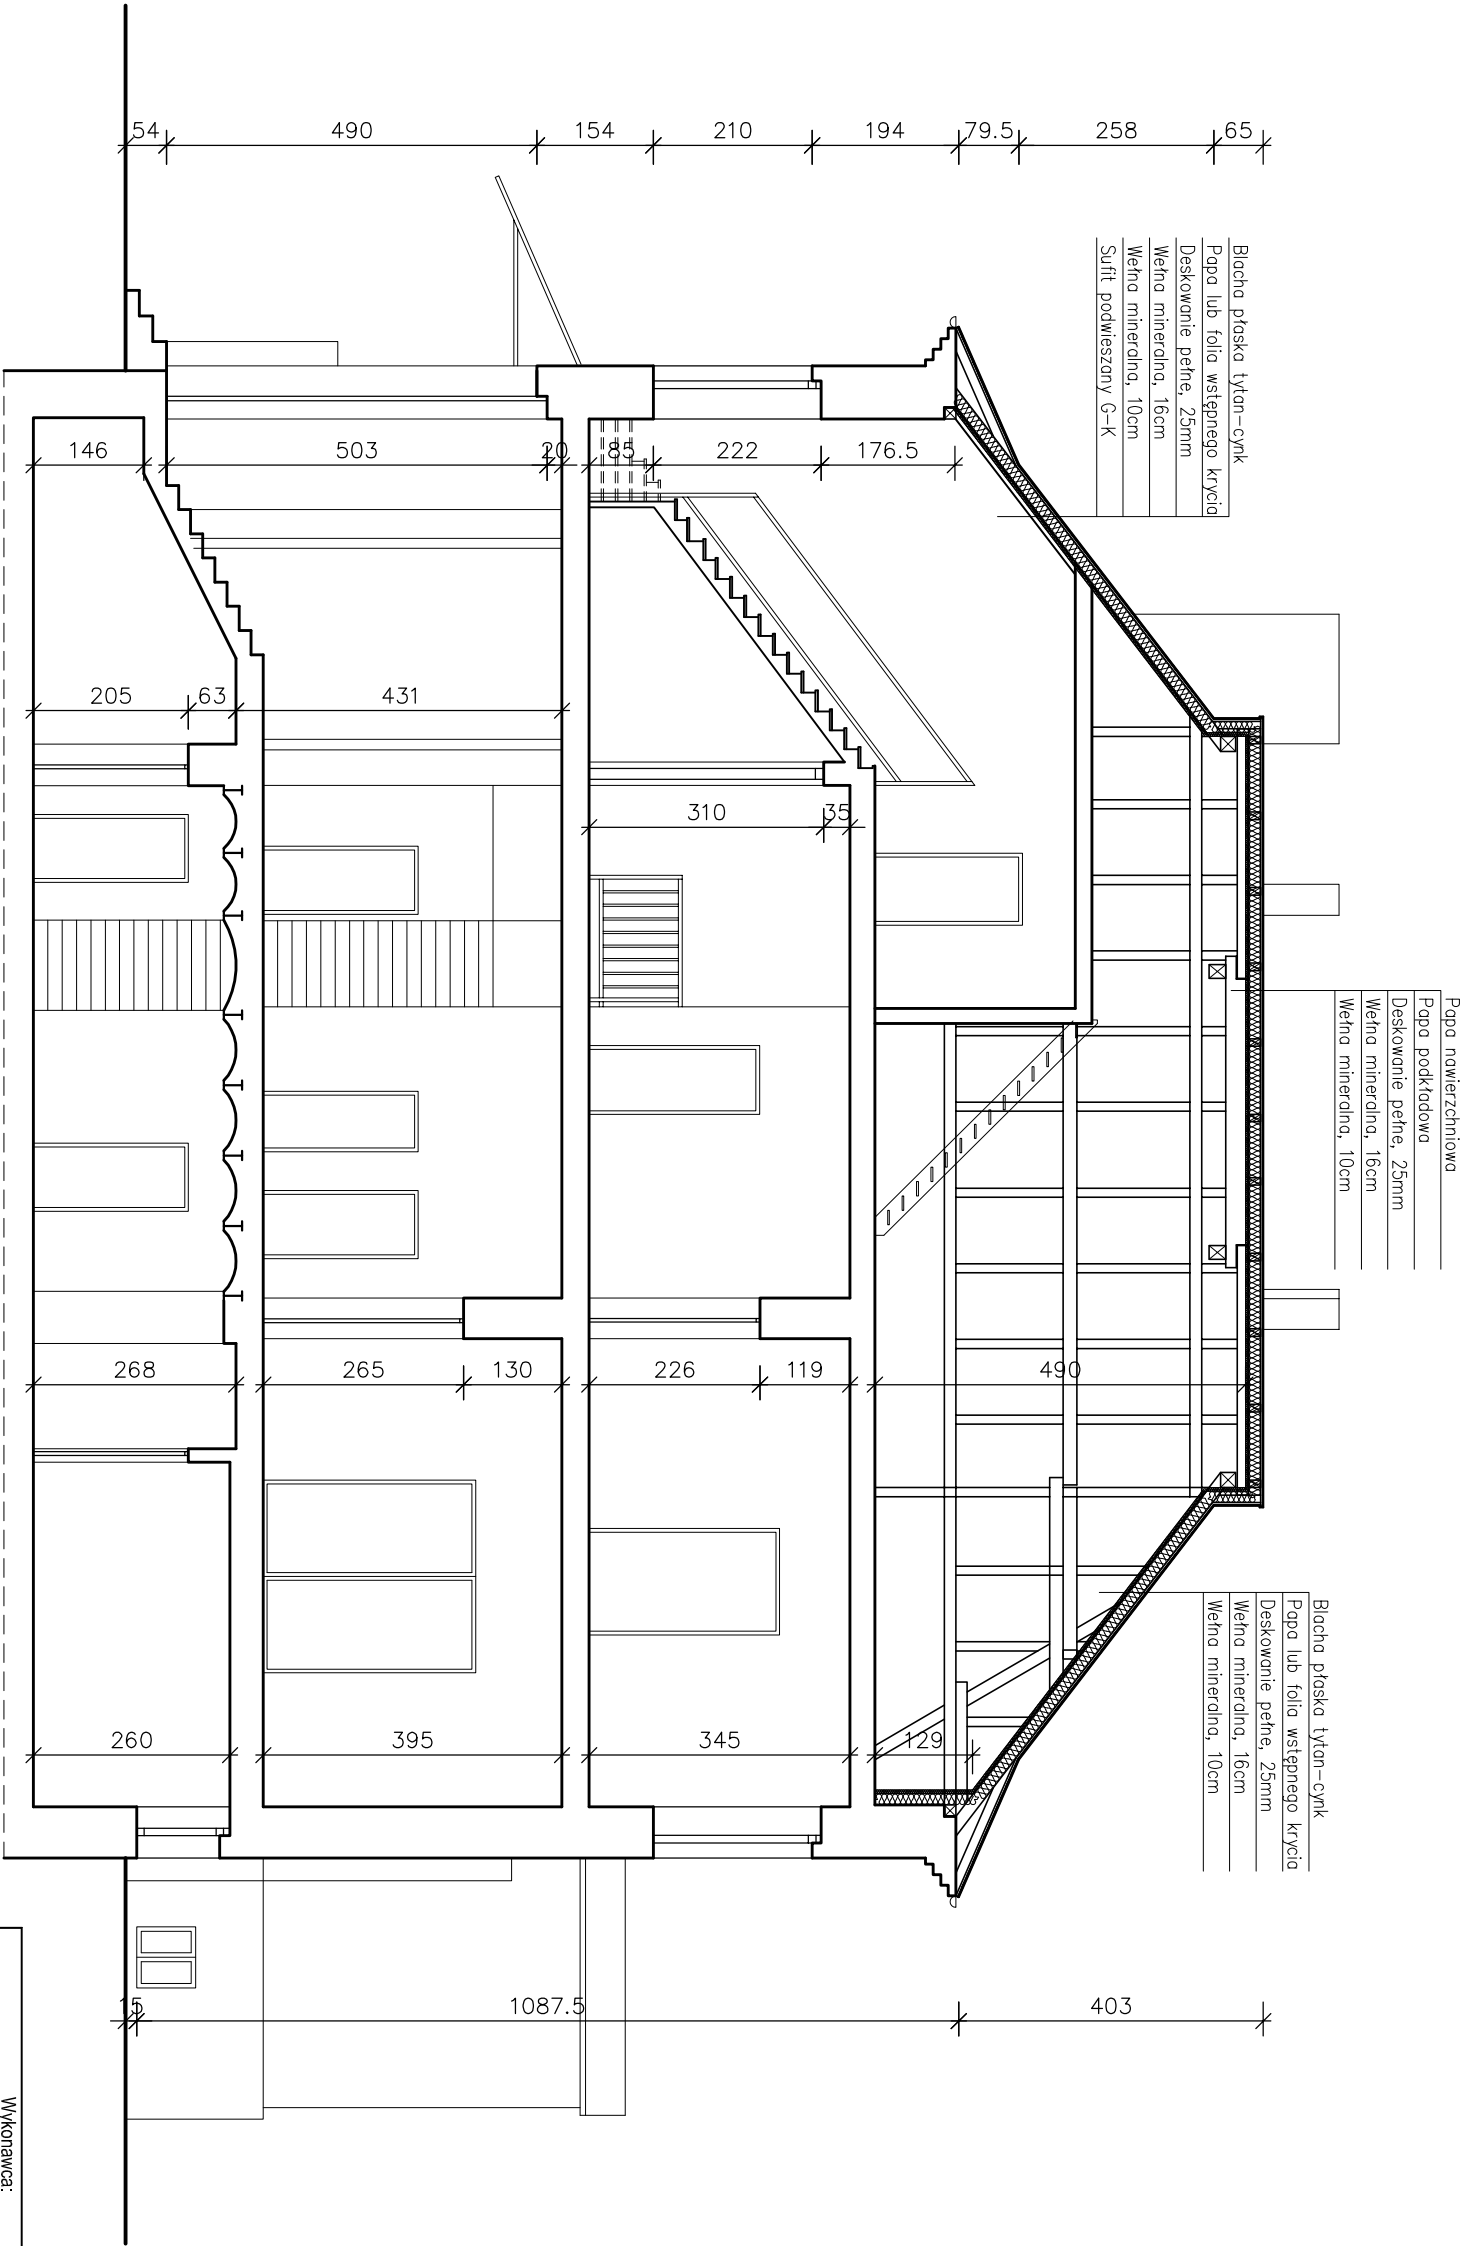 54
490
154
210
194
79.5
258
65
Blacha płaska tytan-cynk
Papa lub folia wstępnego krycia
Deskowanie pełne, 25mm
Wełna mineralna, 16cm
Wełna mineralna, 10cm
Sufit podwieszany G-K
146
503
20
85
222
176.5
205
63
431
310
35
Papa nawierzchniowa
Papa podkładowa
Deskowanie pełne, 25mm
Wełna mineralna, 16cm
Wełna mineralna, 10cm
268
265
130
226
119
490
Blacha płaska tytan-cynk
Papa lub folia wstępnego krycia
Deskowanie pełne, 25mm
Wełna mineralna, 16cm
Wełna mineralna, 10cm
260
395
345
129
15
1087.5
403
Wykonawca: